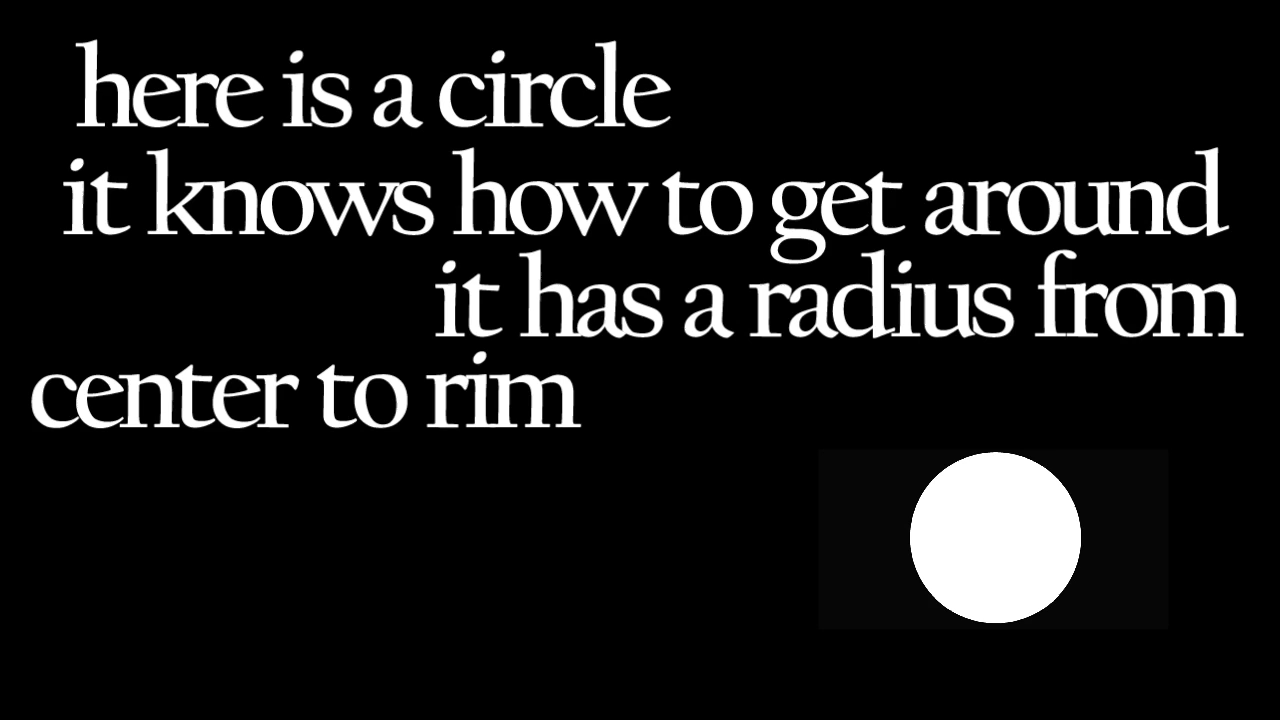 here is a circle
it knows how to get around
it has a radius from
center to rim